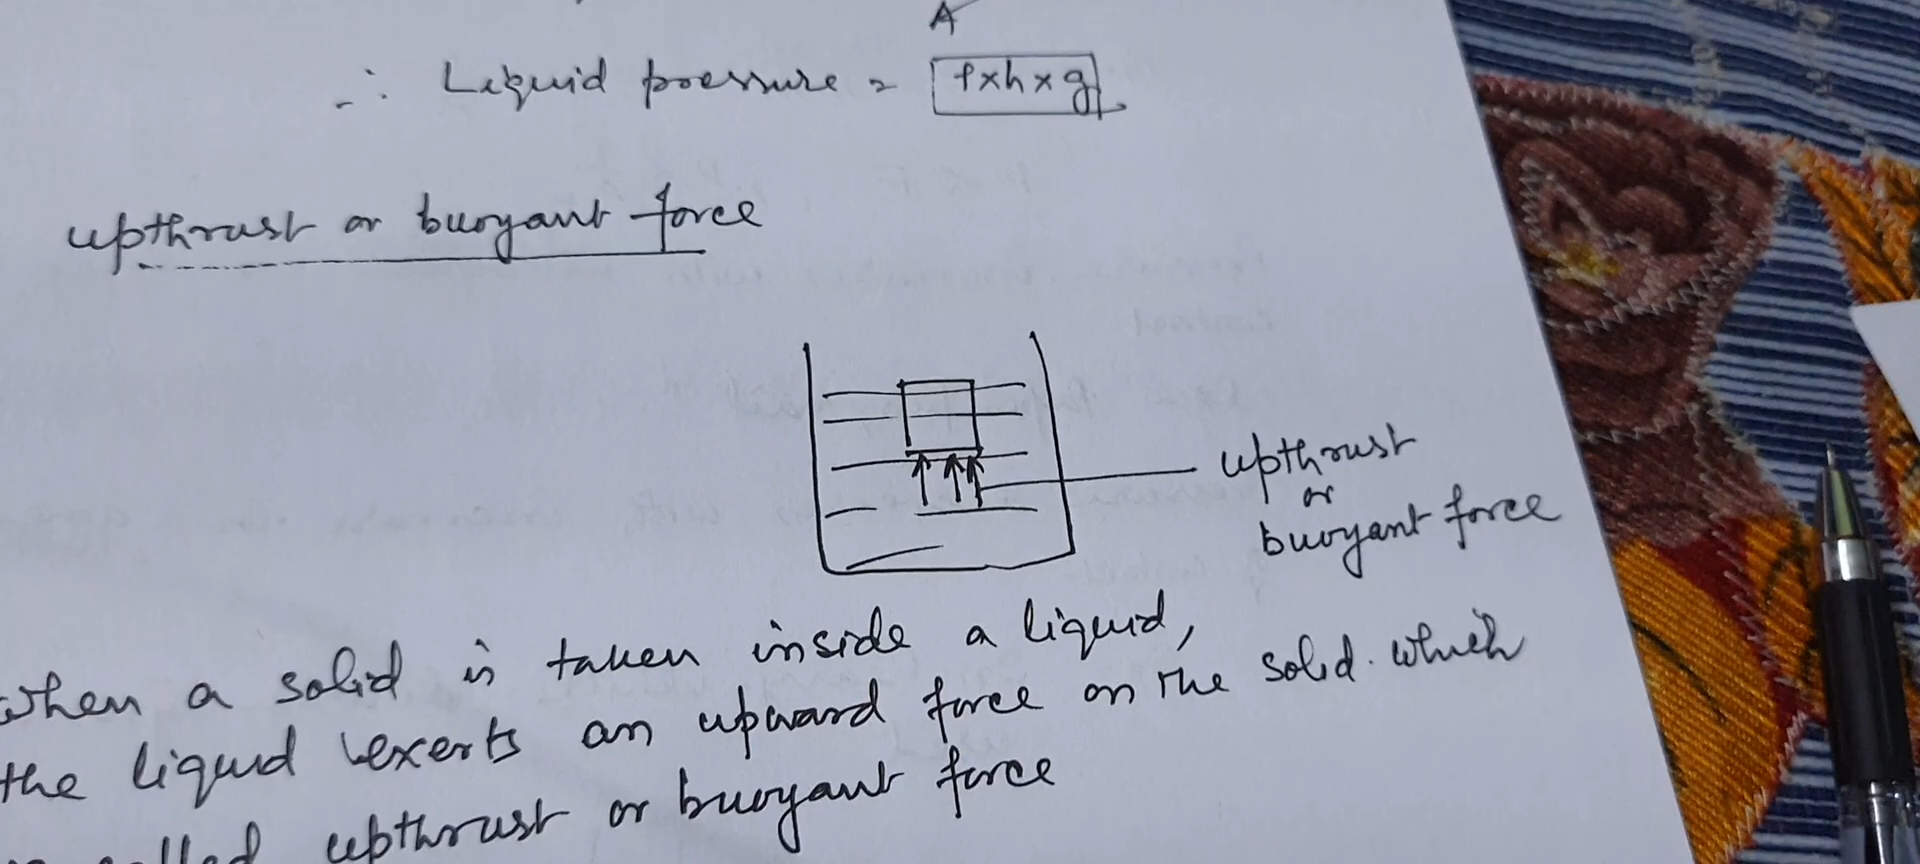 A
∴ Liquid pressure = ρxhxg
upthrust or buoyant force
upthrust
or
buoyant force
when a solid is taken inside a liquid,
the liquid exerts an upward force on the solid. which
upthrust or buoyant force